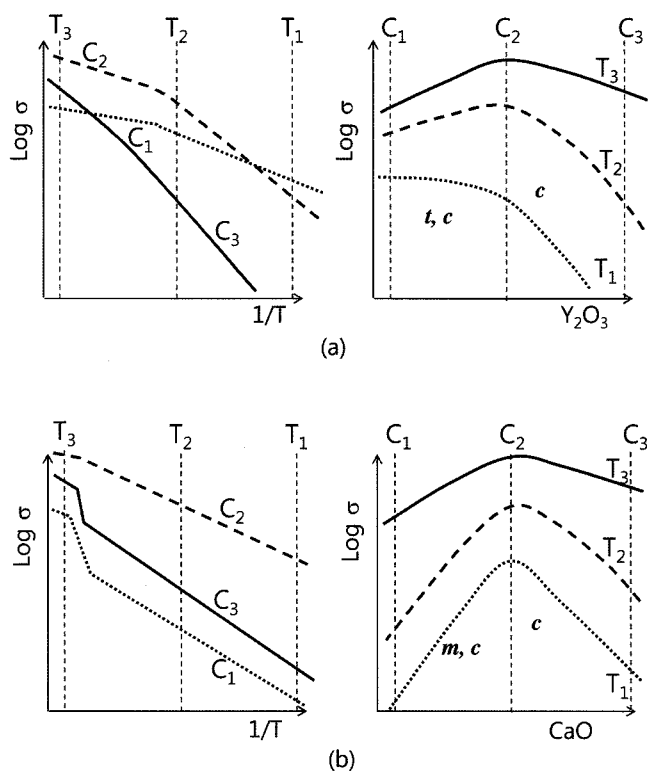 T₃ T₂ T₁
C₂
C₁
C₃
Log σ
1/T
C₁ C₂ C₃
T₃
T₂
T₁
t, c
c
Log σ
Y₂O₃
(a)
T₃ T₂ T₁
C₂
C₃
C₁
Log σ
1/T
C₁ C₂ C₃
T₃
T₂
T₁
m, c
c
Log σ
CaO
(b)